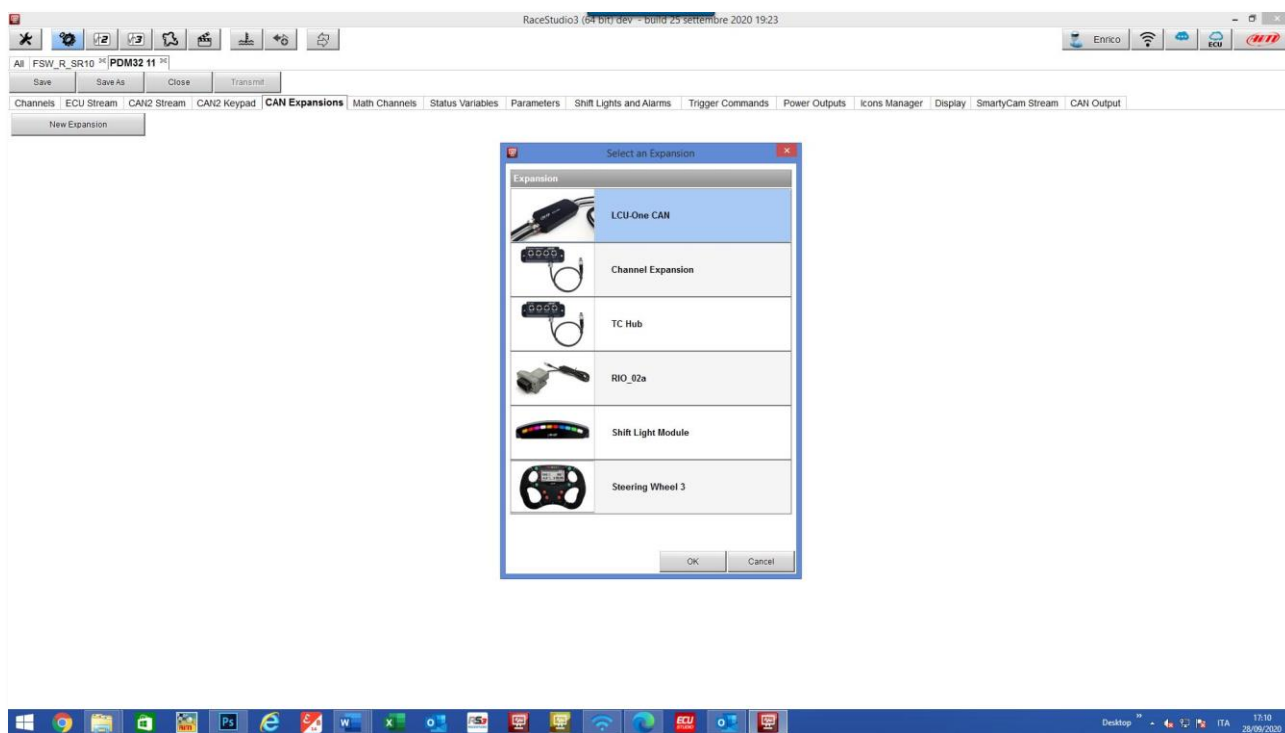 RaceStudio3 (64 bit) dev - build 25 settembre 2020 19:23
Enrico
ECU
All FSW_R_SR10 PDM32 11
Save Save As Close Transmit
Channels ECU Stream CAN2 Stream CAN2 Keypad CAN Expansions Math Channels Status Variables Parameters Shift Lights and Alarms Trigger Commands Power Outputs Icons Manager Display SmartyCam Stream CAN Output
New Expansion
Select an Expansion
Expansion
LCU-One CAN
Channel Expansion
TC Hub
RIO_02a
Shift Light Module
Steering Wheel 3
OK Cancel
Desktop ITA 17:10
28/09/2020